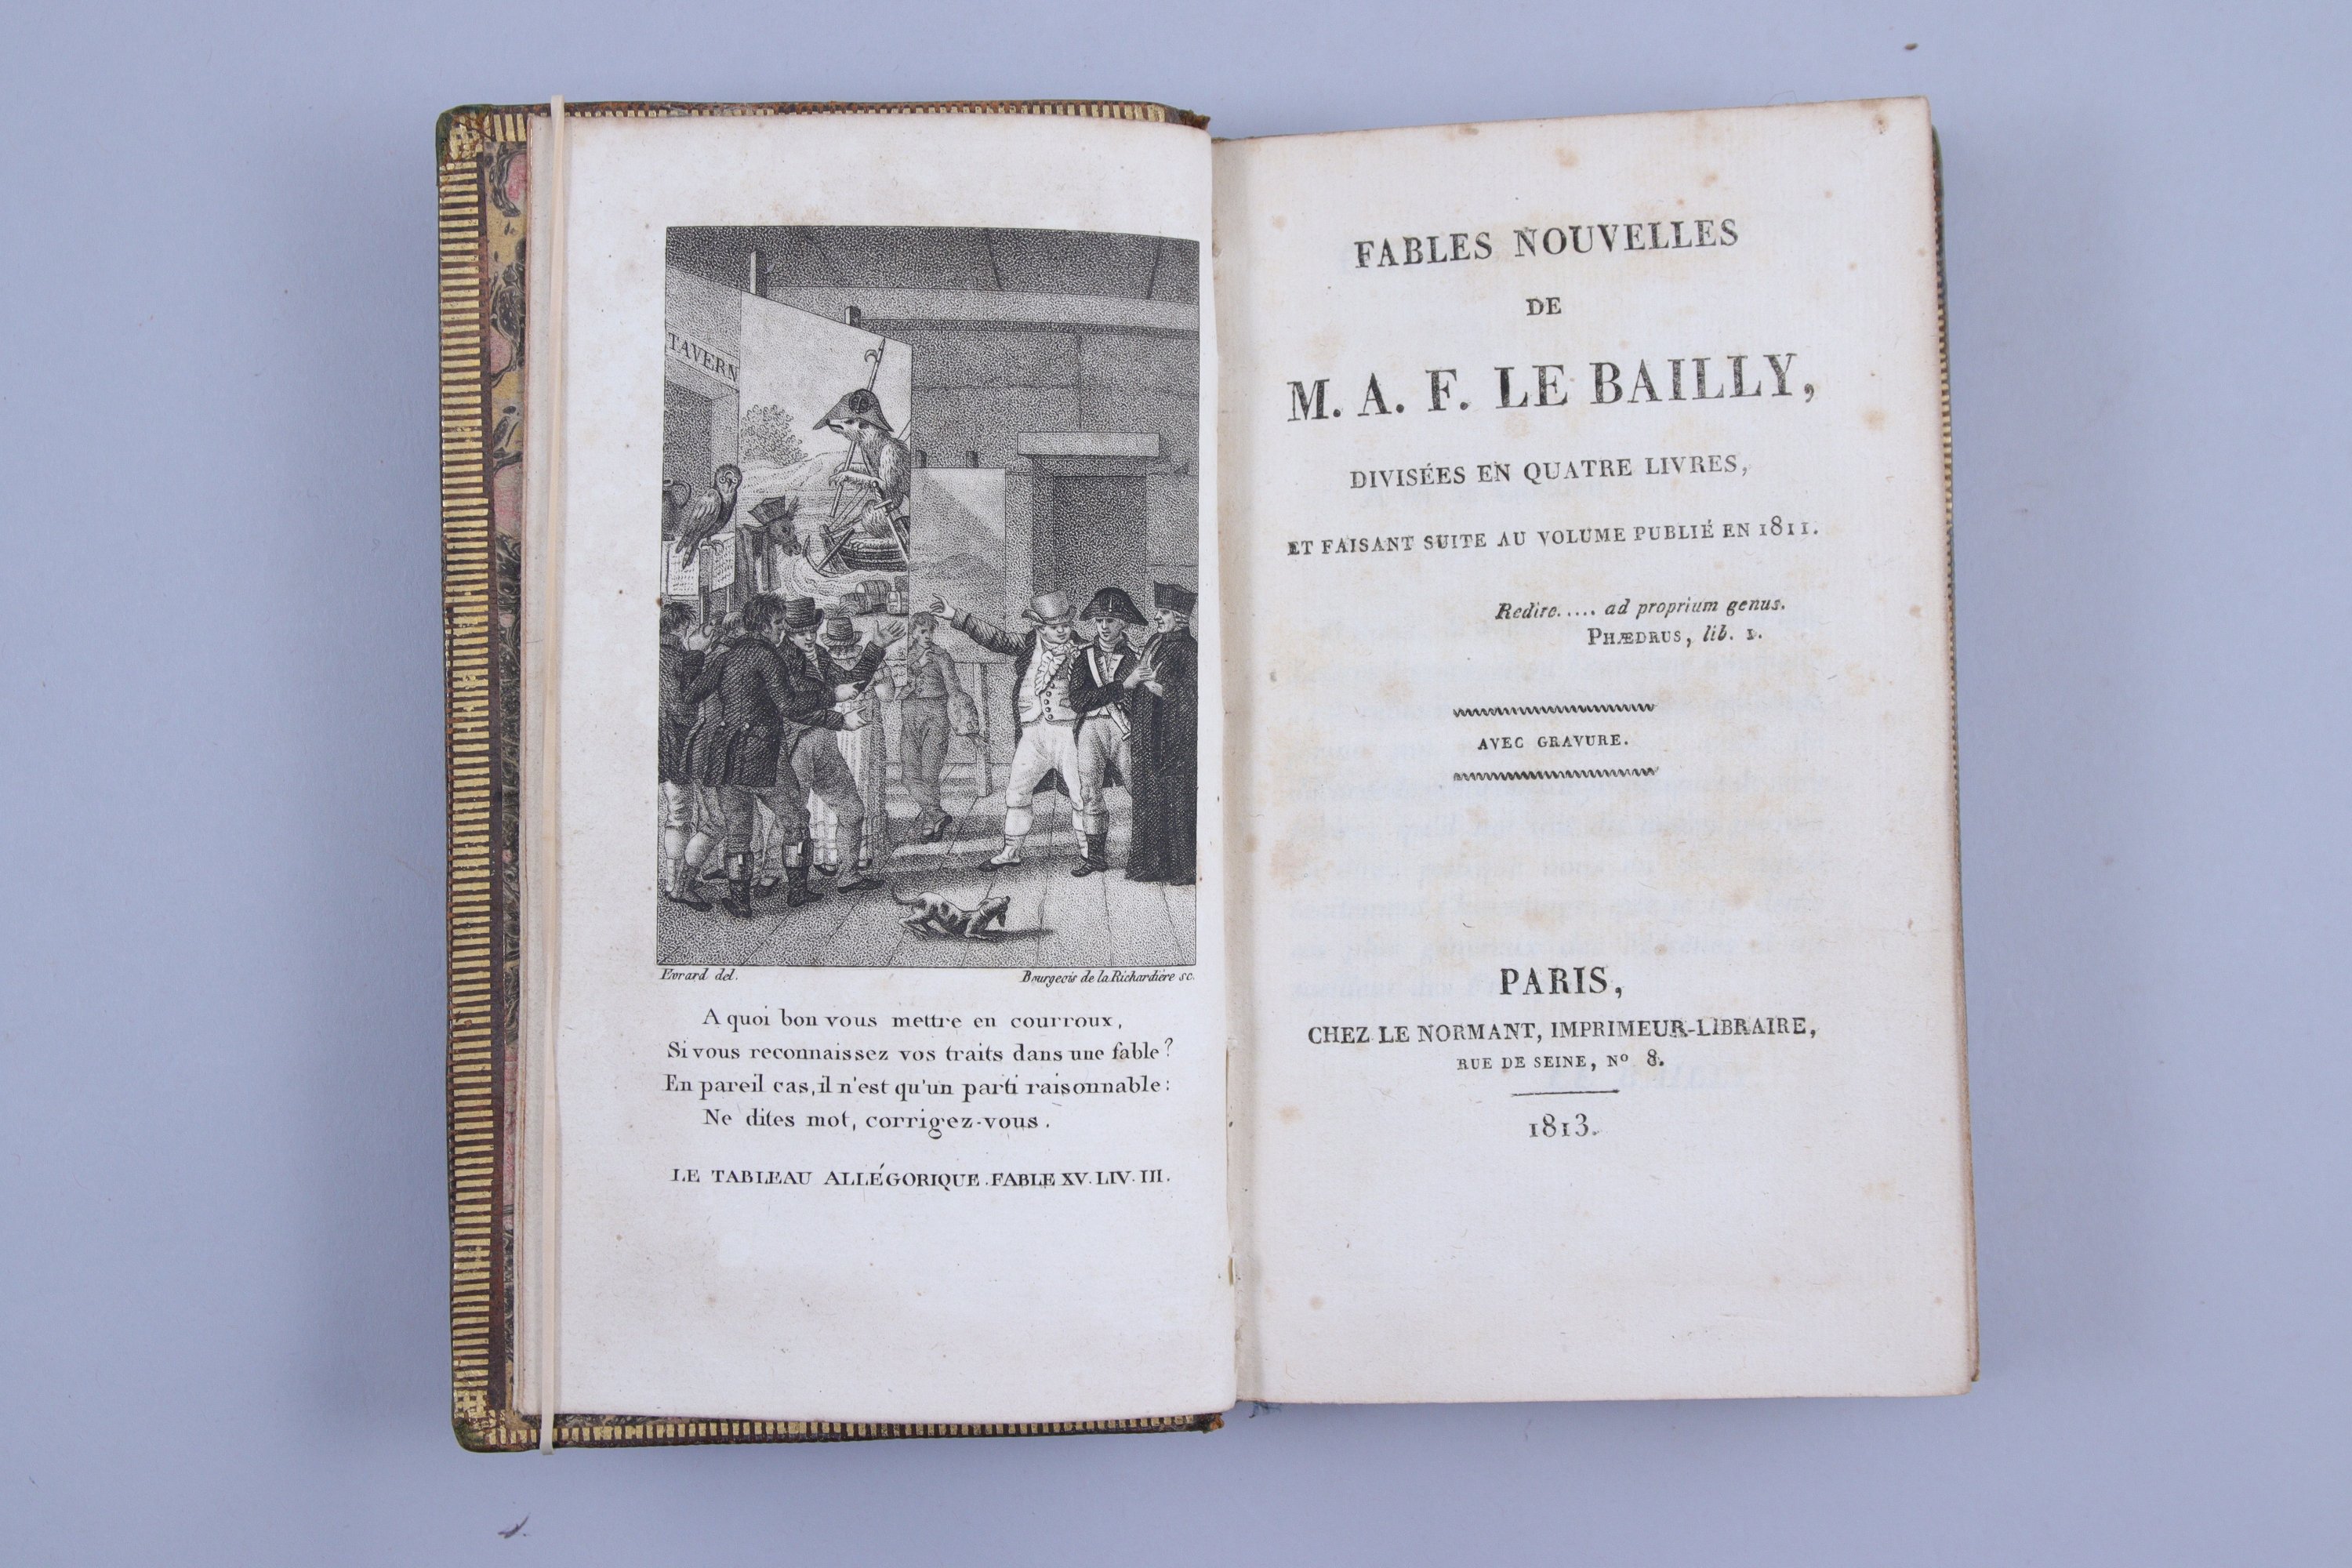 TAVERN
Evrard del.
Bourgeois de la Richardière sc.
A quoi bon vous mettre en courroux,
Si vous reconnaissez vos traits dans une fable?
En pareil cas, il n'est qu'un parti raisonnable:
Ne dites mot, corrigez-vous.
LE TABLEAU ALLÉGORIQUE. FABLE XV. LIV. III.
FABLES NOUVELLES
DE
M. A. F. LE BAILLY,
DIVISÉES EN QUATRE LIVRES,
ET FAISANT SUITE AU VOLUME PUBLIÉ EN 1811.
Redire..... ad proprium genus.
PHÆDRUS, lib. 1.
AVEC GRAVURE.
PARIS,
CHEZ LE NORMANT, IMPRIMEUR-LIBRAIRE,
RUE DE SEINE, Nº 8.
1813.